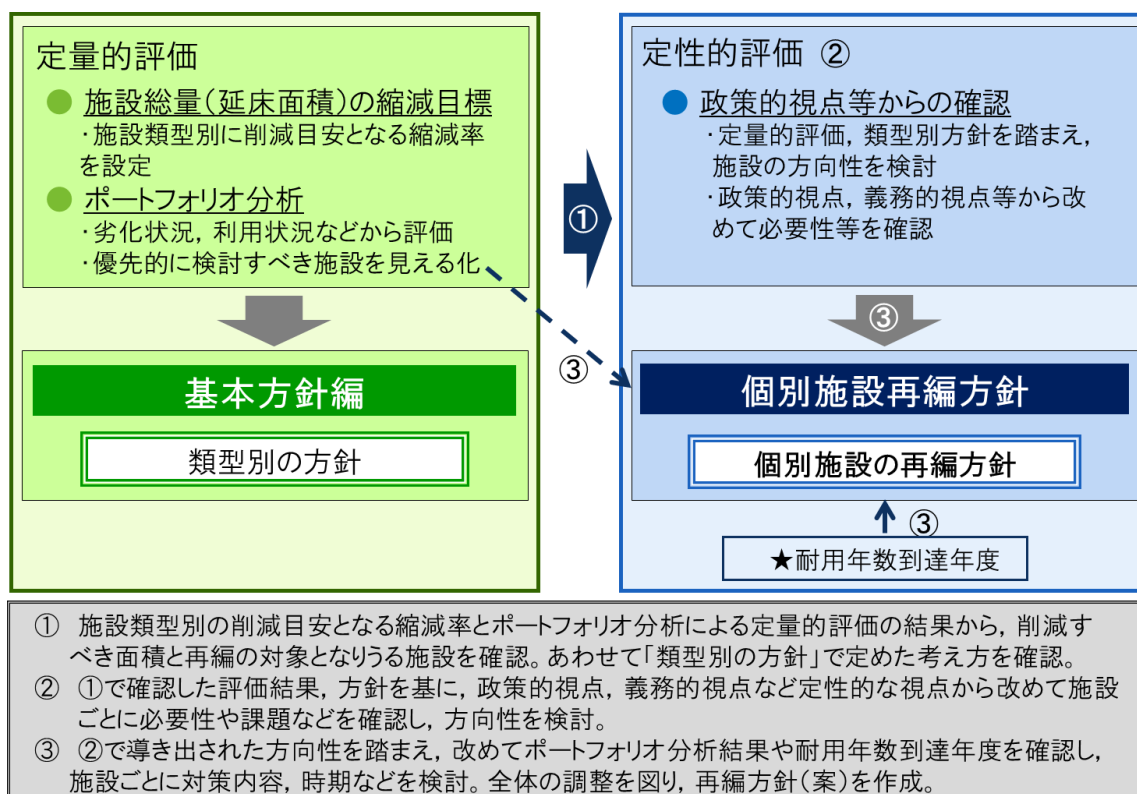 定量的評価
● 施設総量(延床面積)の縮減目標
・施設類型別に削減目安となる縮減率
を設定
● ポートフォリオ分析
・劣化状況,利用状況などから評価
・優先的に検討すべき施設を見える化
基本方針編
類型別の方針
①
③
定性的評価 ②
● 政策的視点等からの確認
・定量的評価,類型別方針を踏まえ,
施設の方向性を検討
・政策的視点,義務的視点等から改
めて必要性等を確認
③
個別施設再編方針
個別施設の再編方針
③
★耐用年数到達年度
① 施設類型別の削減目安となる縮減率とポートフォリオ分析による定量的評価の結果から,削減す
べき面積と再編の対象となりうる施設を確認。あわせて「類型別の方針」で定めた考え方を確認。
② ①で確認した評価結果,方針を基に,政策的視点,義務的視点など定性的な視点から改めて施設
ごとに必要性や課題などを確認し,方向性を検討。
③ ②で導き出された方向性を踏まえ,改めてポートフォリオ分析結果や耐用年数到達年度を確認し,
施設ごとに対策内容,時期などを検討。全体の調整を図り,再編方針(案)を作成。